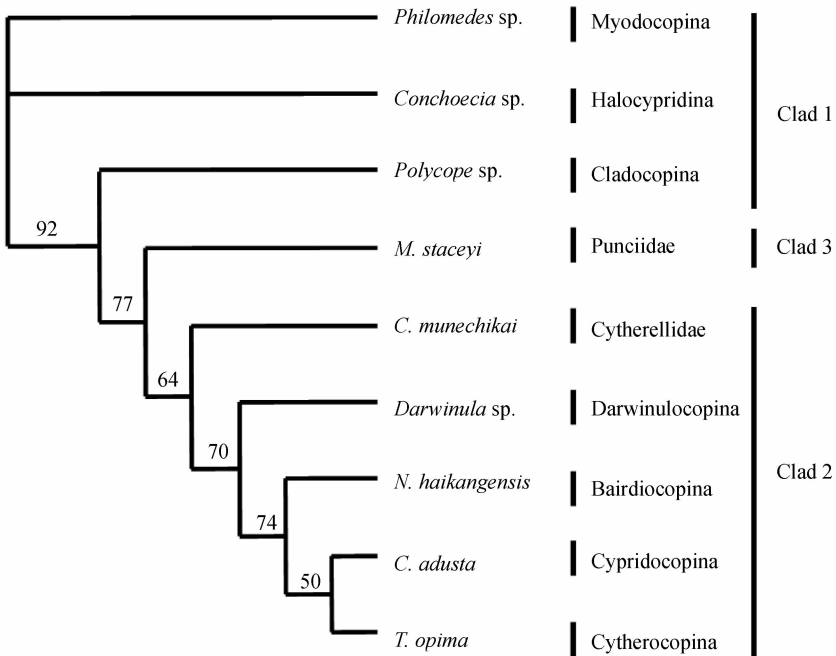 Philomedes sp. Myodocopina
Conchoecia sp. Halocypridina
Clad 1
Polycope sp. Cladocopina
92
M. staceyi Punciidae Clad 3
77
C. munechikai Cytherellidae
64
Darwinula sp. Darwinulocopina
70
Clad 2
N. haikangensis Bairdiocopina
74
C. adusta Cypridocopina
50
T. opima Cytherocopina